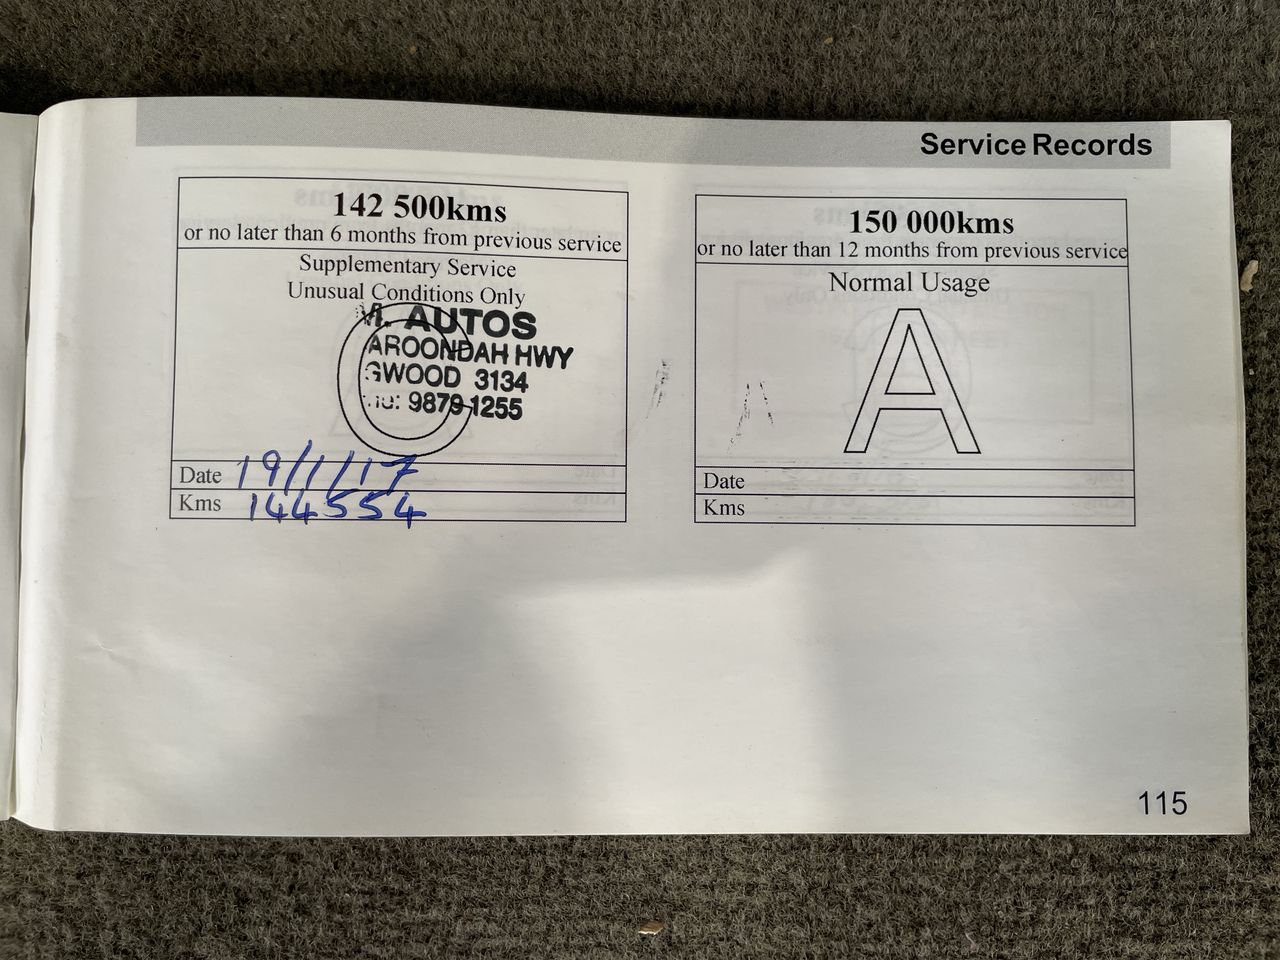 Service Records
142 500kms
or no later than 6 months from previous service
Supplementary Service
Unusual Conditions Only
M. AUTOS
AROONDAH HWY
GWOOD 3134
9879 1255
C
Date 19/1/17
Kms 144554
150 000kms
or no later than 12 months from previous service
Normal Usage
A
Date
Kms
115